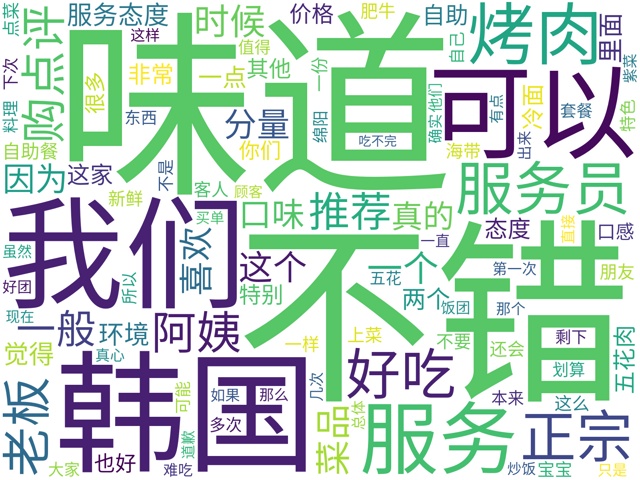 味道
不错
我们
韩国
可以
烤肉
服务员
服务
正宗
好吃
老板
购点评
推荐
口味
阿姨
一般
菜品
这个
喜欢
因为
这家
时候
分量
里面
五花肉
环境
觉得
真的
一个
两个
态度
服务态度
价格
自助
自己
冷面
特色
套餐
紫菜
肥牛
点菜
这样
值得
下次
料理
很多
非常
一点
其他
一份
绵阳
吃不完
确实
他们
有点
出来
自助餐
东西
你们
海带
不是
新鲜
客人
顾客
买单
特别
虽然
好团
所以
现在
真心
一直
五花
饭团
那个
第一次
直接
口感
朋友
一样
上菜
不要
还会
剩下
划算
这么
本来
几次
可能
如果
那么
多次
道歉
总体
大家
也好
难吃
炒饭
宝宝
只是